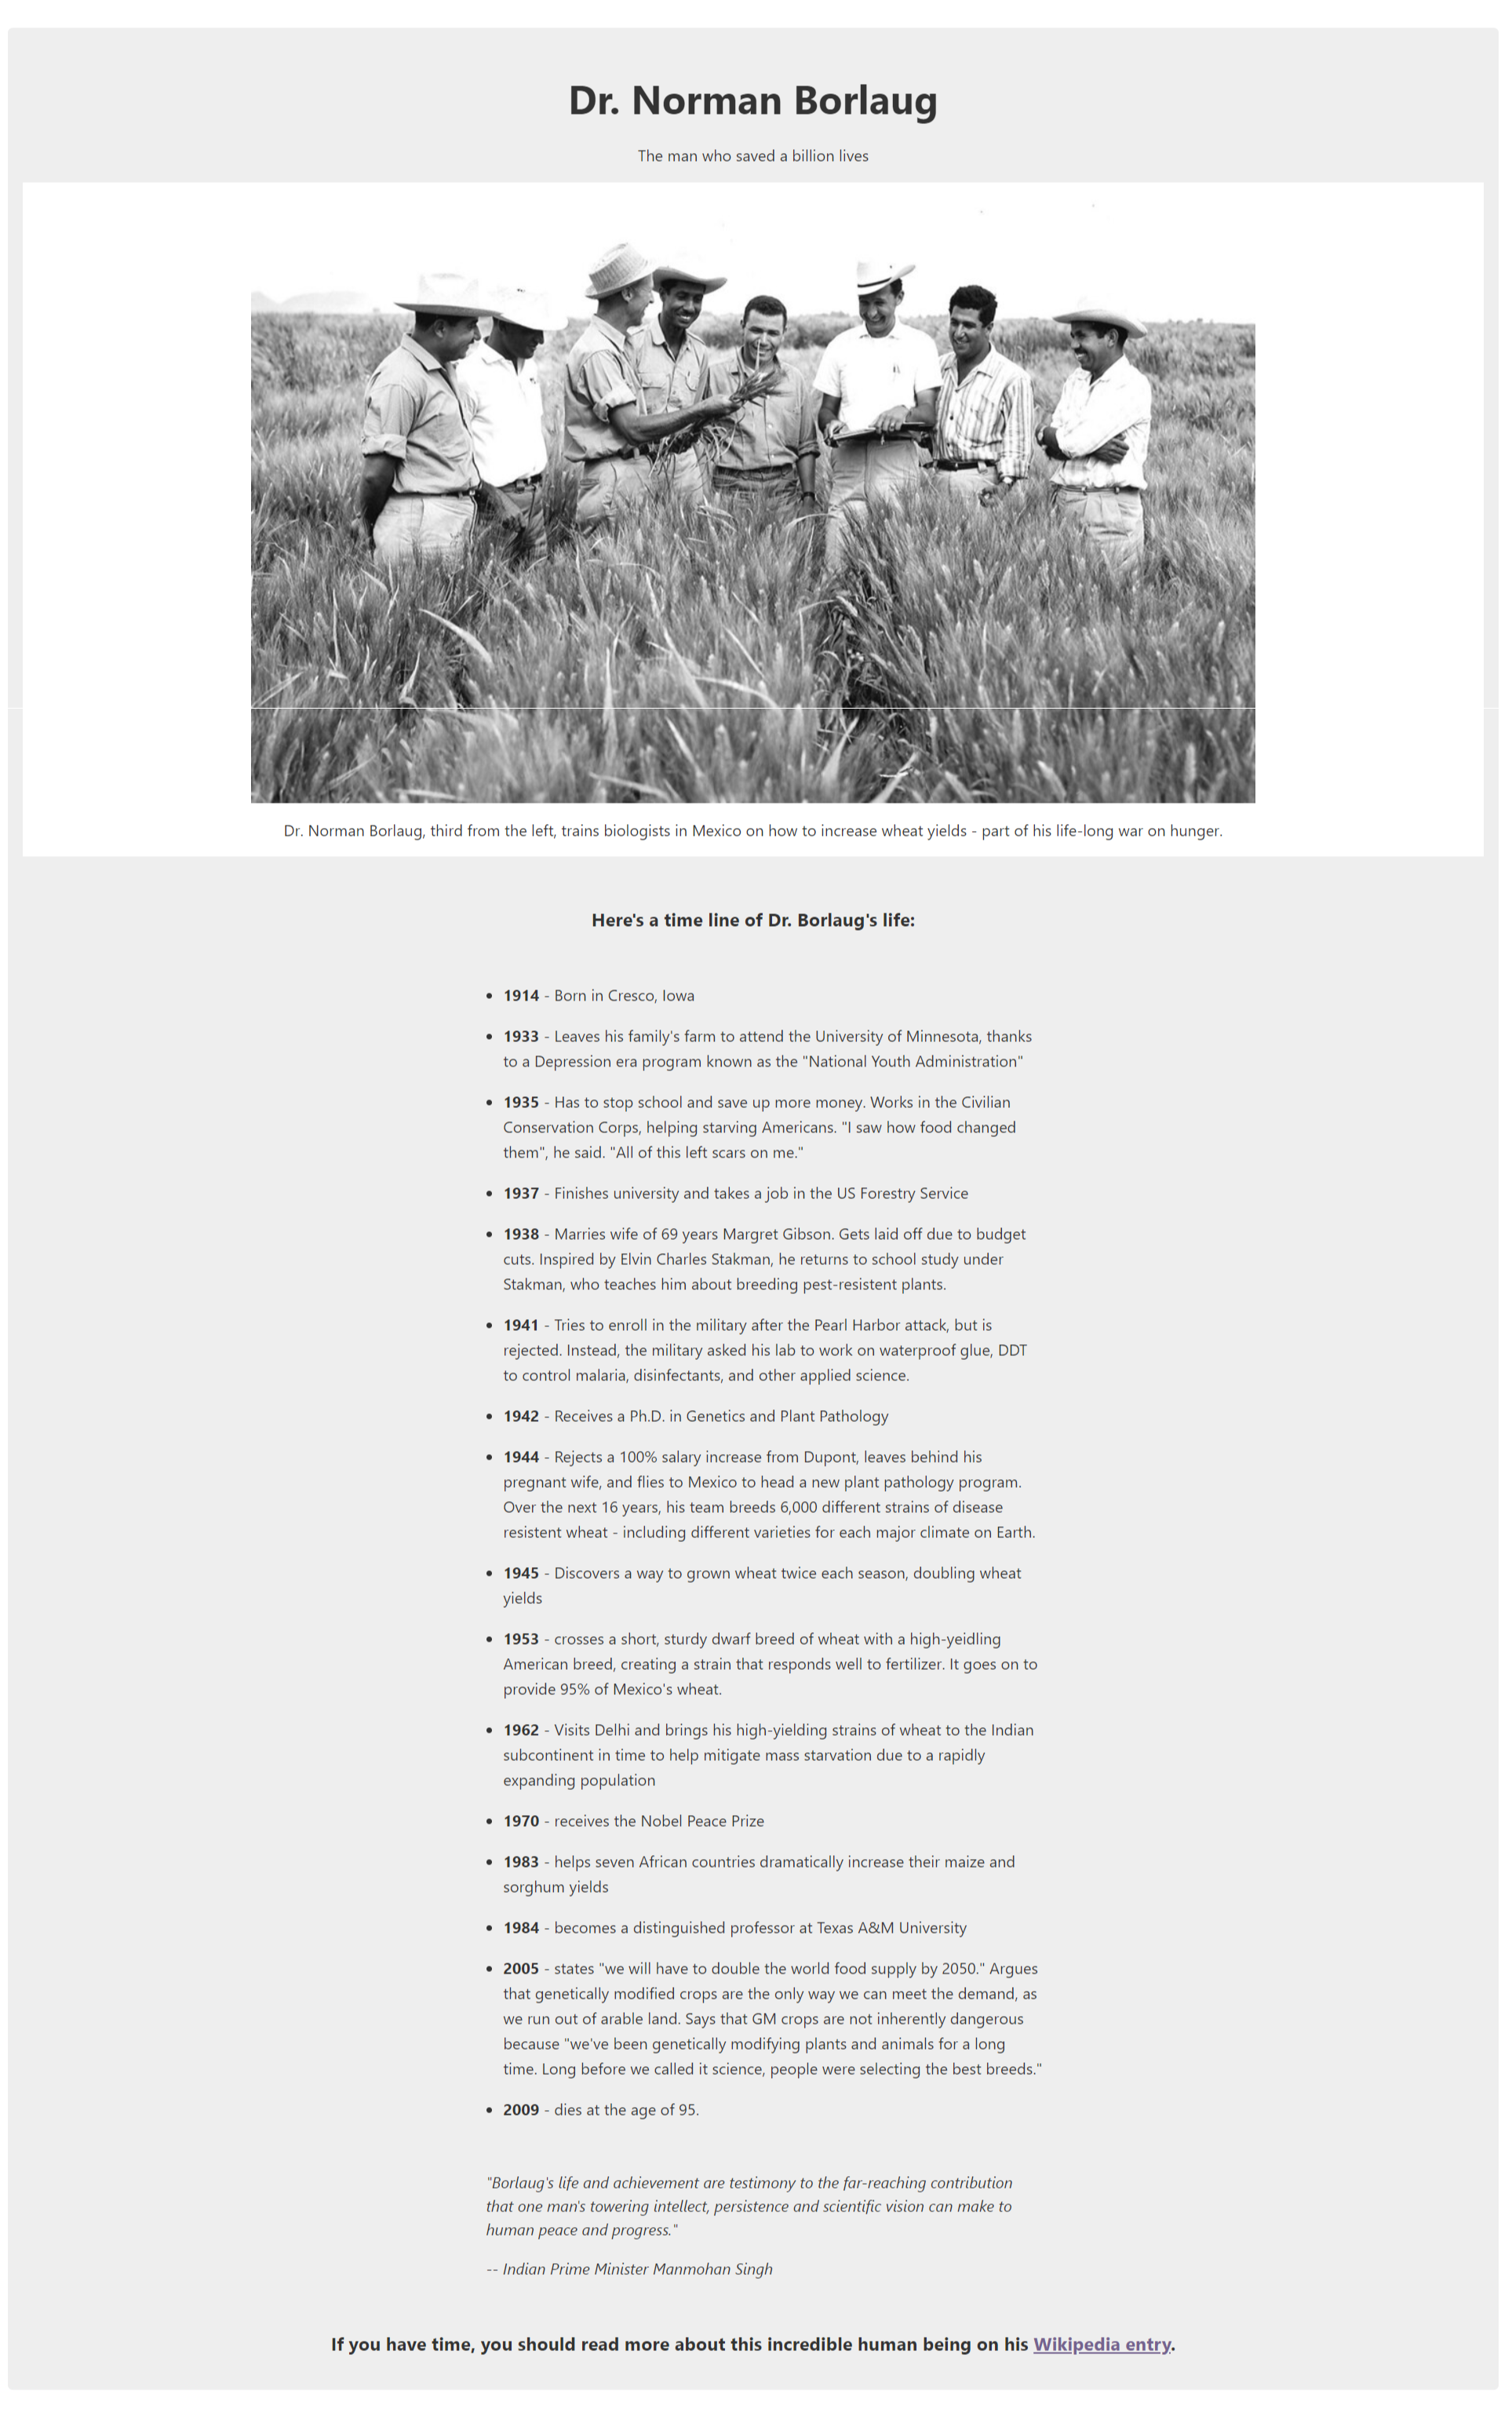 Dr. Norman Borlaug
The man who saved a billion lives
Dr. Norman Borlaug, third from the left, trains biologists in Mexico on how to increase wheat yields - part of his life-long war on hunger.
Here's a time line of Dr. Borlaug's life:
• 1914 - Born in Cresco, Iowa
• 1933 - Leaves his family's farm to attend the University of Minnesota, thanks
to a Depression era program known as the "National Youth Administration"
• 1935 - Has to stop school and save up more money. Works in the Civilian
Conservation Corps, helping starving Americans. "I saw how food changed
them", he said. "All of this left scars on me."
• 1937 - Finishes university and takes a job in the US Forestry Service
• 1938 - Marries wife of 69 years Margret Gibson. Gets laid off due to budget
cuts. Inspired by Elvin Charles Stakman, he returns to school study under
Stakman, who teaches him about breeding pest-resistent plants.
• 1941 - Tries to enroll in the military after the Pearl Harbor attack, but is
rejected. Instead, the military asked his lab to work on waterproof glue, DDT
to control malaria, disinfectants, and other applied science.
• 1942 - Receives a Ph.D. in Genetics and Plant Pathology
• 1944 - Rejects a 100% salary increase from Dupont, leaves behind his
pregnant wife, and flies to Mexico to head a new plant pathology program.
Over the next 16 years, his team breeds 6,000 different strains of disease
resistent wheat - including different varieties for each major climate on Earth.
• 1945 - Discovers a way to grown wheat twice each season, doubling wheat
yields
• 1953 - crosses a short, sturdy dwarf breed of wheat with a high-yeidling
American breed, creating a strain that responds well to fertilizer. It goes on to
provide 95% of Mexico's wheat.
• 1962 - Visits Delhi and brings his high-yielding strains of wheat to the Indian
subcontinent in time to help mitigate mass starvation due to a rapidly
expanding population
• 1970 - receives the Nobel Peace Prize
• 1983 - helps seven African countries dramatically increase their maize and
sorghum yields
• 1984 - becomes a distinguished professor at Texas A&M University
• 2005 - states "we will have to double the world food supply by 2050." Argues
that genetically modified crops are the only way we can meet the demand, as
we run out of arable land. Says that GM crops are not inherently dangerous
because "we've been genetically modifying plants and animals for a long
time. Long before we called it science, people were selecting the best breeds."
• 2009 - dies at the age of 95.
"Borlaug's life and achievement are testimony to the far-reaching contribution
that one man's towering intellect, persistence and scientific vision can make to
human peace and progress."
-- Indian Prime Minister Manmohan Singh
If you have time, you should read more about this incredible human being on his Wikipedia entry.